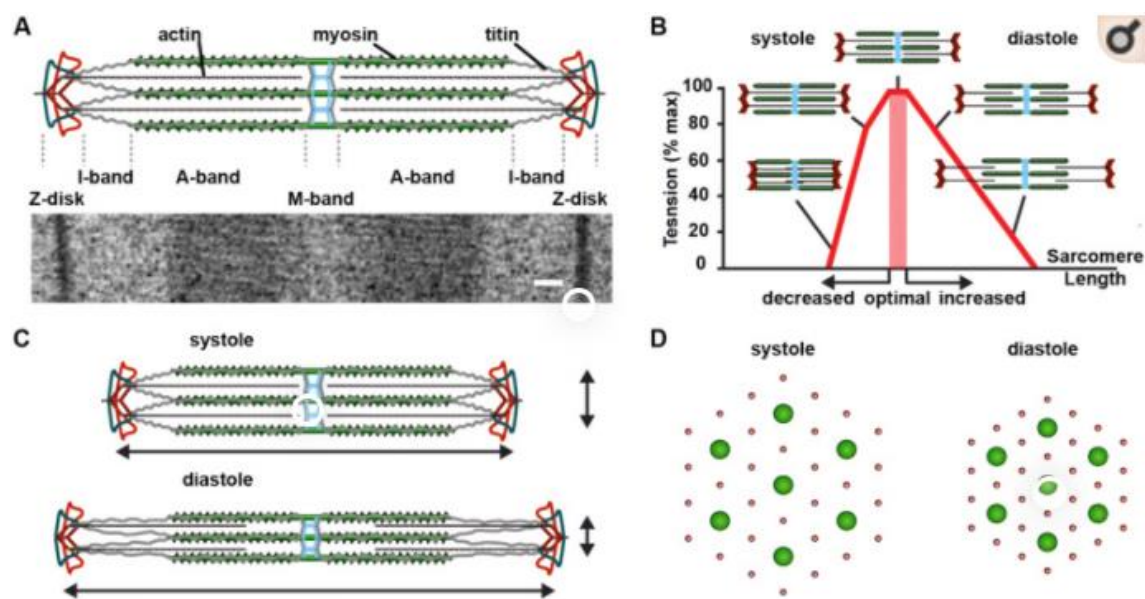 A
actin
myosin
titin
I-band
A-band
A-band
I-band
Z-disk
M-band
Z-disk
B
systole
diastole
Tesnsion (% max)
100
80
60
40
20
0
Sarcomere
Length
decreased
optimal
increased
C
systole
diastole
D
systole
diastole